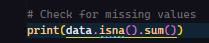 # Check for missing values
print(data.isna().sum())